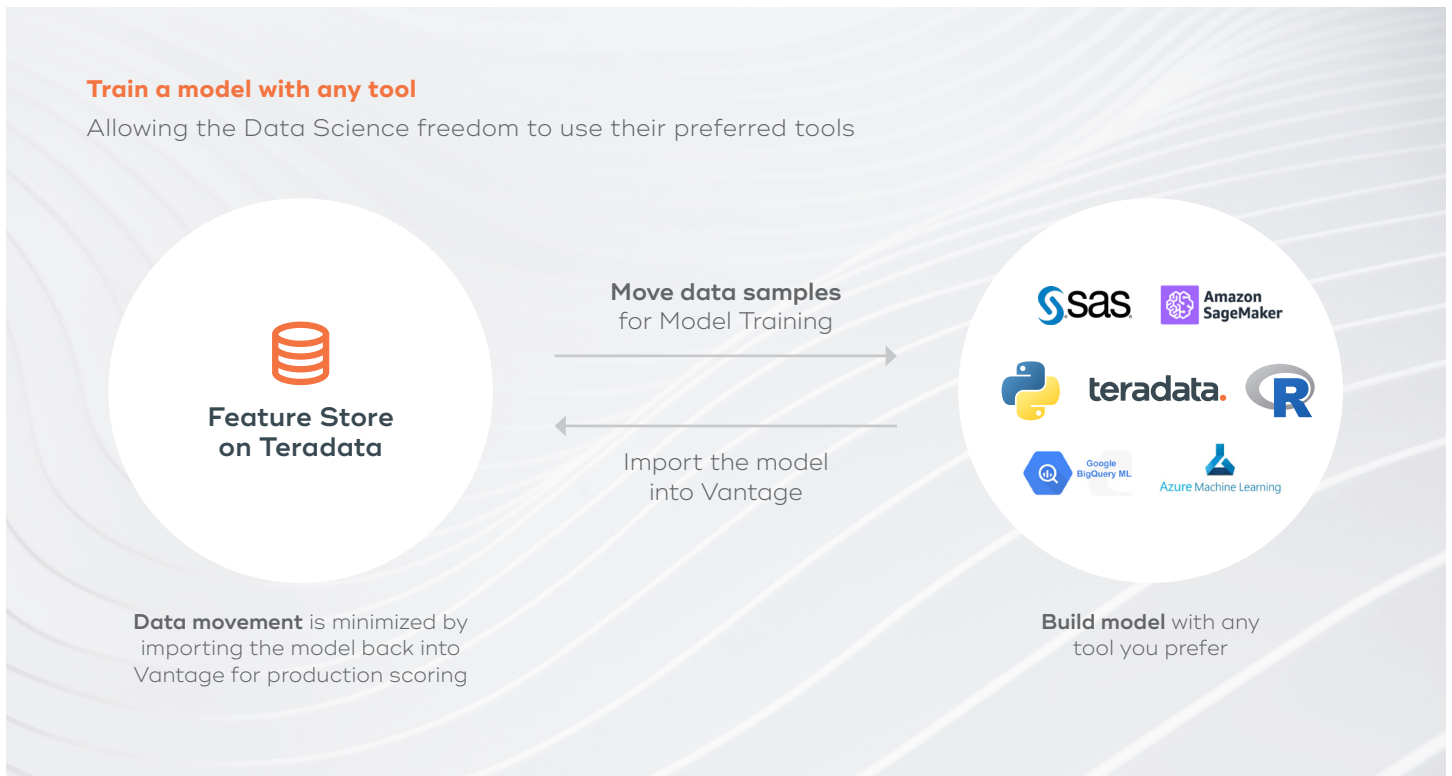 Train a model with any tool
Allowing the Data Science freedom to use their preferred tools
Feature Store
on Teradata
Move data samples
for Model Training
Import the model
into Vantage
sas
Amazon
SageMaker
teradata.
R
Google
BigQuery ML
Azure Machine Learning
Data movement is minimized by
importing the model back into
Vantage for production scoring
Build model with any
tool you prefer